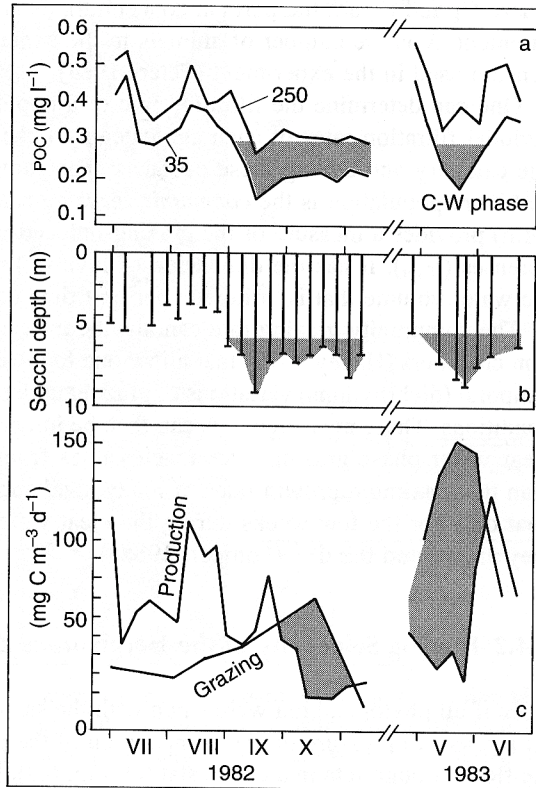 a
POC (mg l⁻¹)
0.6
0.5
0.4
0.3
0.2
0.1
250
35
C-W phase
b
Secchi depth (m)
0
5
10
c
(mg C m⁻³ d⁻¹)
150
100
50
0
Production
Grazing
VII VIII IX X V VI
1982 1983